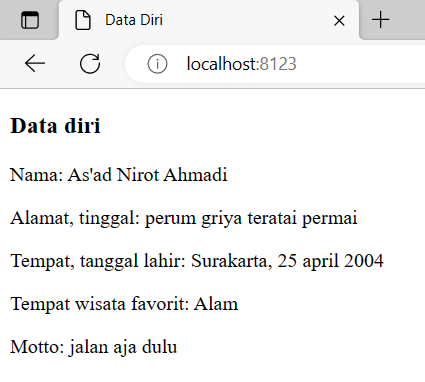 Data Diri
localhost:8123
Data diri
Nama: As'ad Nirot Ahmadi
Alamat, tinggal: perum griya teratai permai
Tempat, tanggal lahir: Surakarta, 25 april 2004
Tempat wisata favorit: Alam
Motto: jalan aja dulu